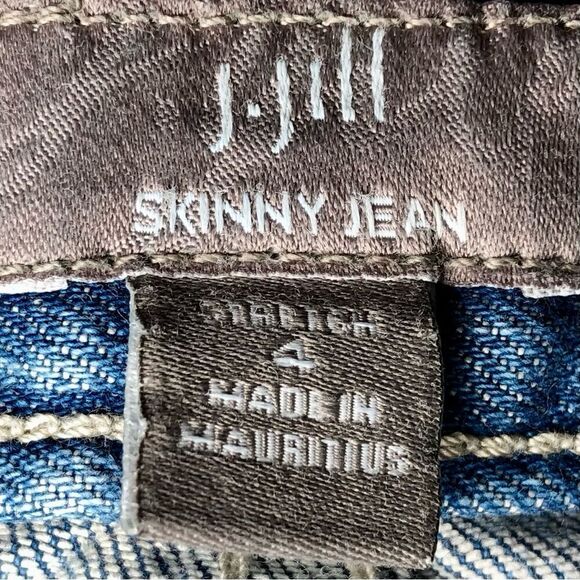 J.Jill
SKINNY JEAN
STRETCH
4
MADE IN
MAURITIUS